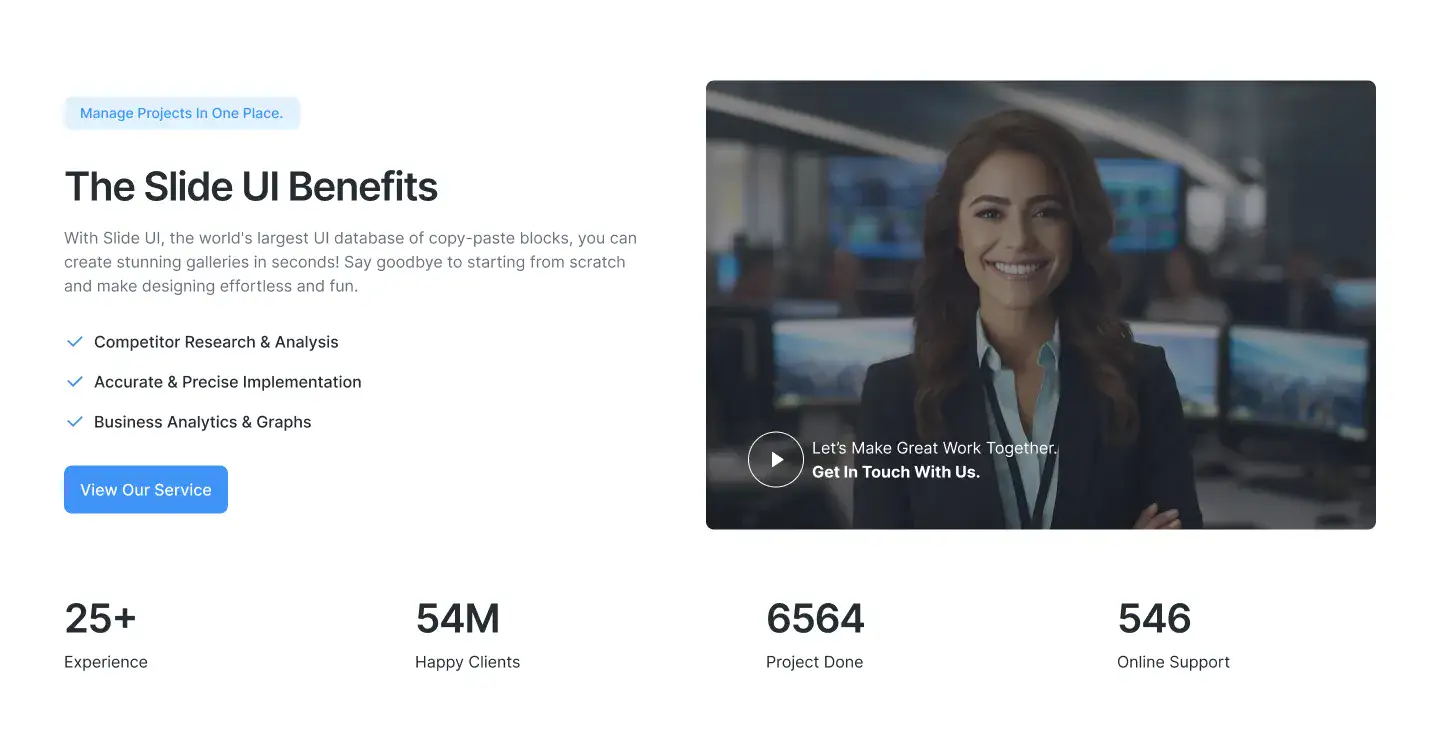 Manage Projects In One Place.
The Slide UI Benefits
With Slide UI, the world's largest UI database of copy-paste blocks, you can
create stunning galleries in seconds! Say goodbye to starting from scratch
and make designing effortless and fun.
Competitor Research & Analysis
Accurate & Precise Implementation
Business Analytics & Graphs
View Our Service
Let’s Make Great Work Together.
Get In Touch With Us.
25+
Experience
54M
Happy Clients
6564
Project Done
546
Online Support